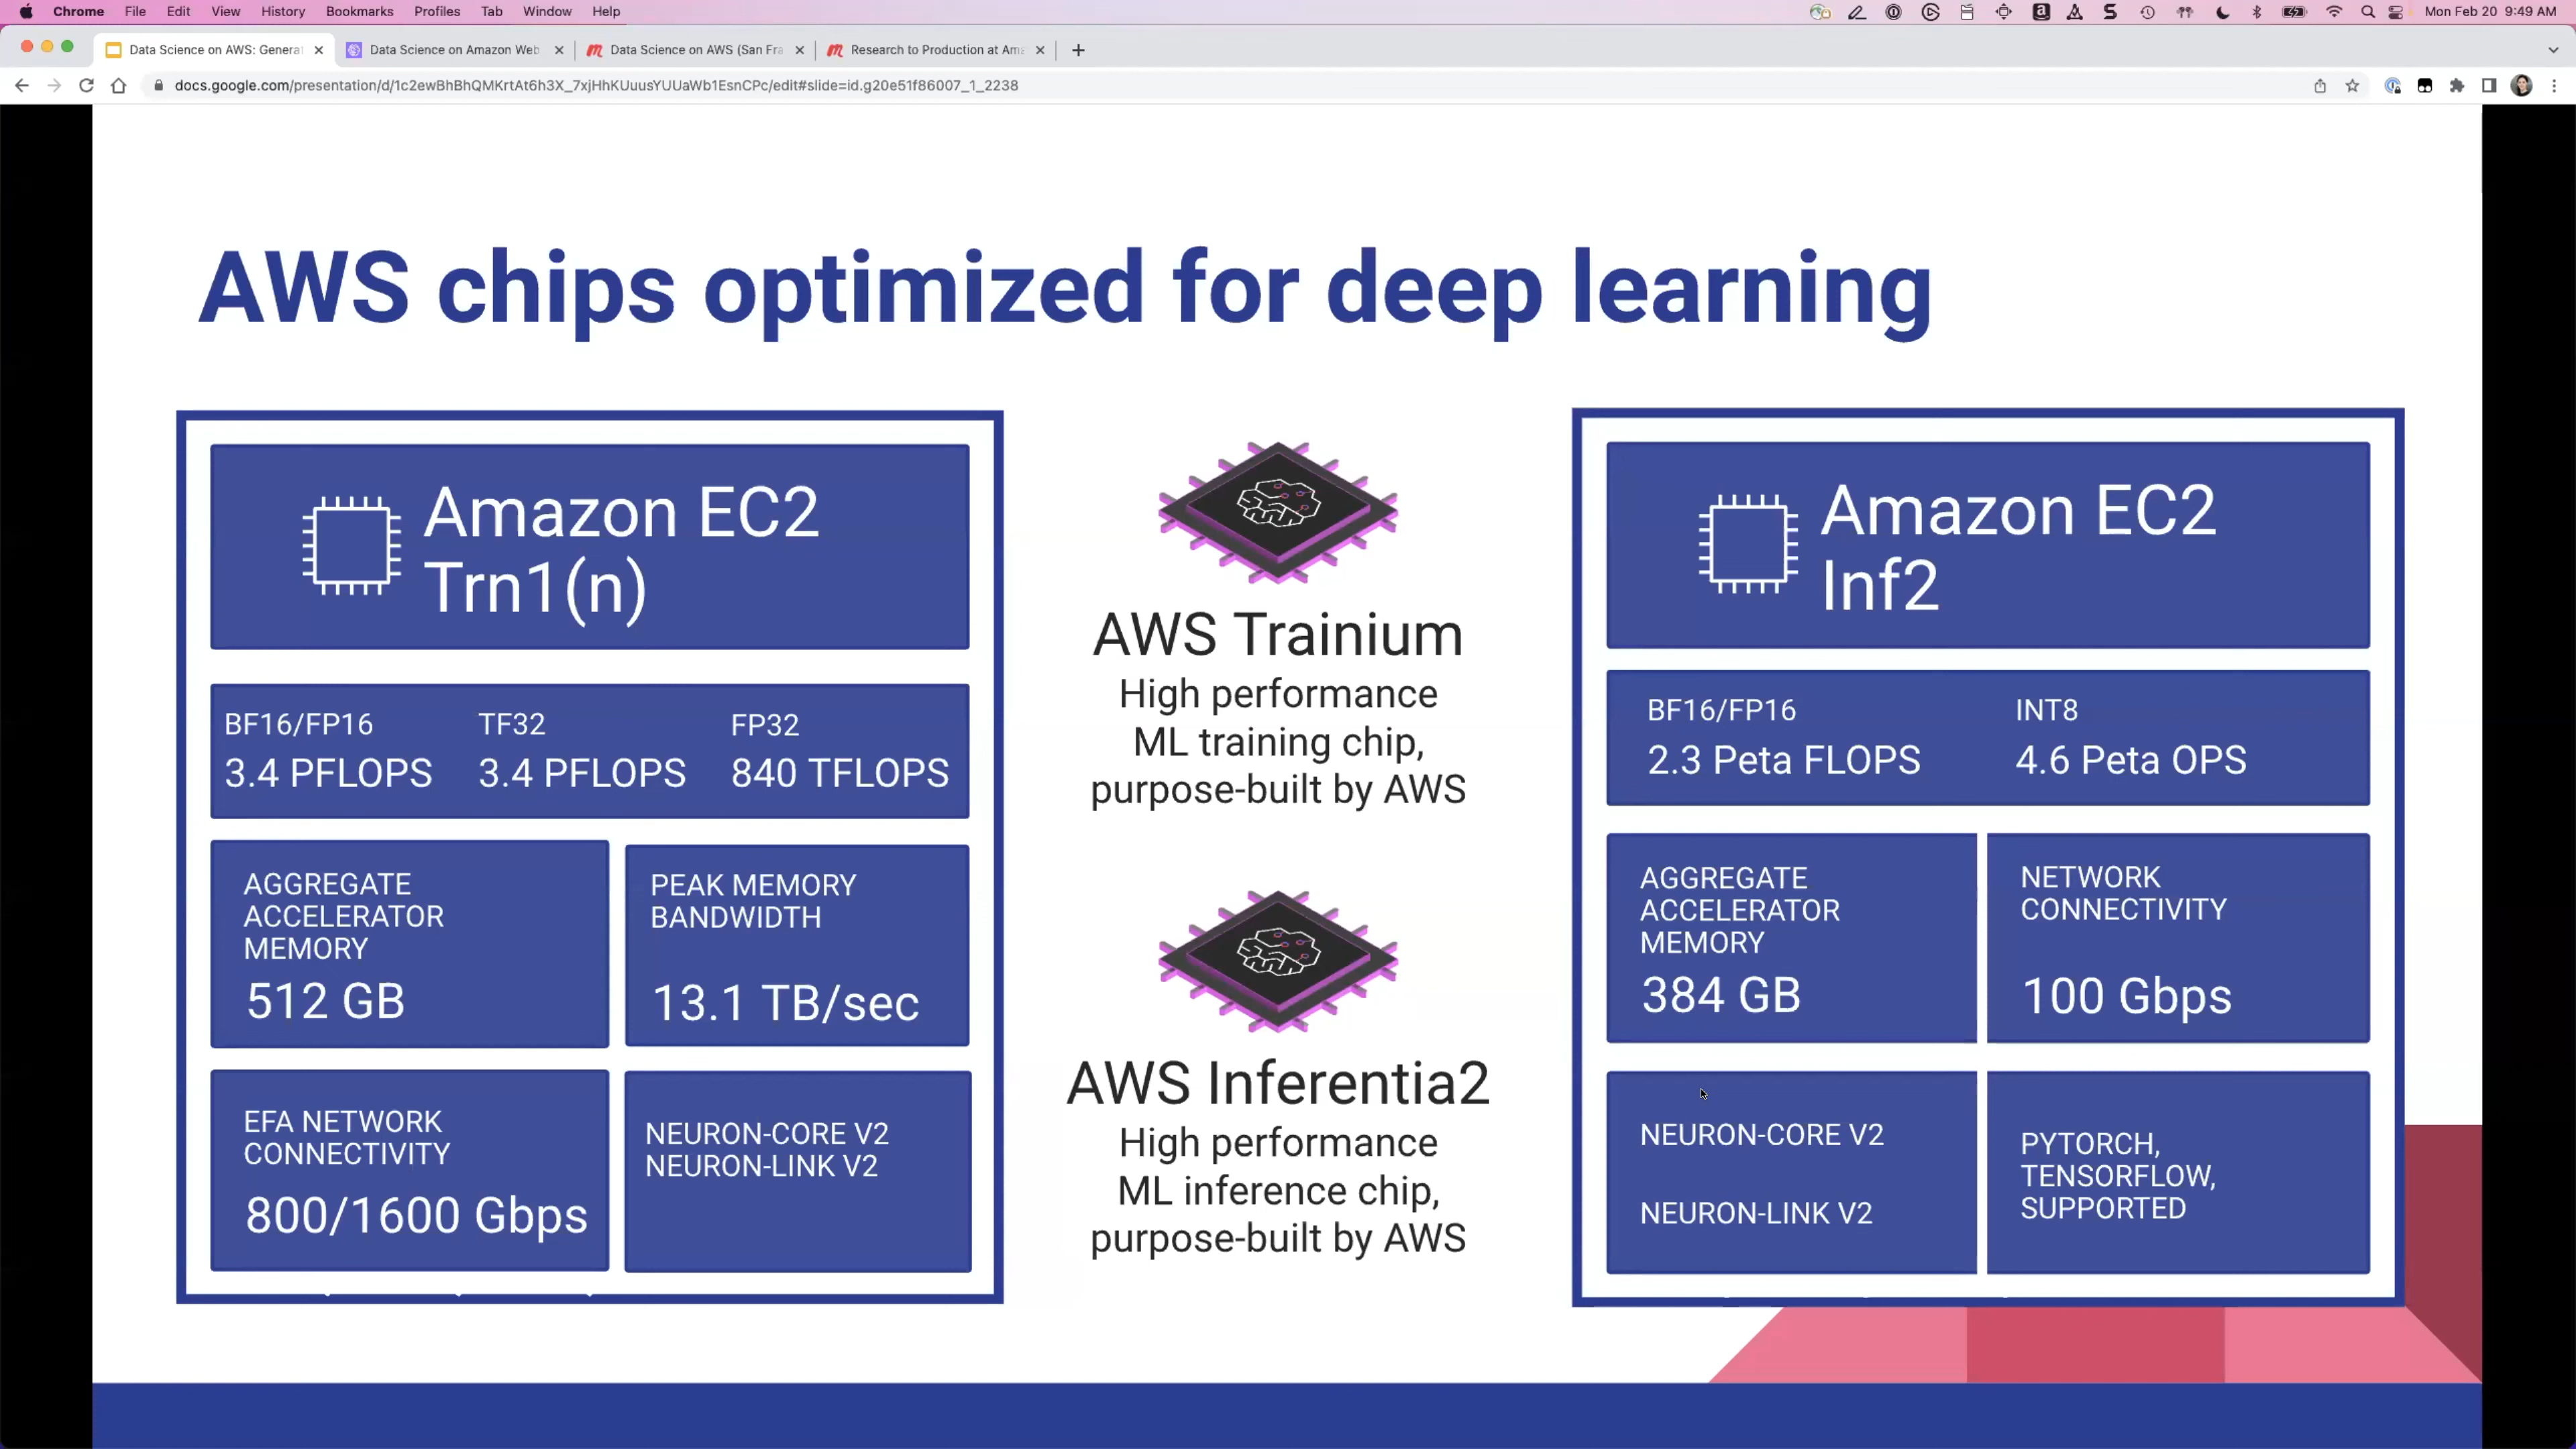 Chrome File Edit View History Bookmarks Profiles Tab Window Help
Mon Feb 20 9:49 AM
Data Science on AWS: Genera
Data Science on Amazon Web
Data Science on AWS (San Fra
Research to Production at Ama
docs.google.com/presentation/d/1c2ewBhBhQMKrtAt6h3X_7xjHhKUuusYUUaWb1EsnCPc/edit#slide=id.g20e51f86007_1_2238
AWS chips optimized for deep learning
Amazon EC2
Trn1(n)
BF16/FP16 TF32 FP32
3.4 PFLOPS 3.4 PFLOPS 840 TFLOPS
AGGREGATE
ACCELERATOR
MEMORY
512 GB
PEAK MEMORY
BANDWIDTH
13.1 TB/sec
EFA NETWORK
CONNECTIVITY
800/1600 Gbps
NEURON-CORE V2
NEURON-LINK V2
AWS Trainium
High performance
ML training chip,
purpose-built by AWS
AWS Inferentia2
High performance
ML inference chip,
purpose-built by AWS
Amazon EC2
Inf2
BF16/FP16 INT8
2.3 Peta FLOPS 4.6 Peta OPS
AGGREGATE
ACCELERATOR
MEMORY
384 GB
NETWORK
CONNECTIVITY
100 Gbps
NEURON-CORE V2
NEURON-LINK V2
PYTORCH,
TENSORFLOW,
SUPPORTED